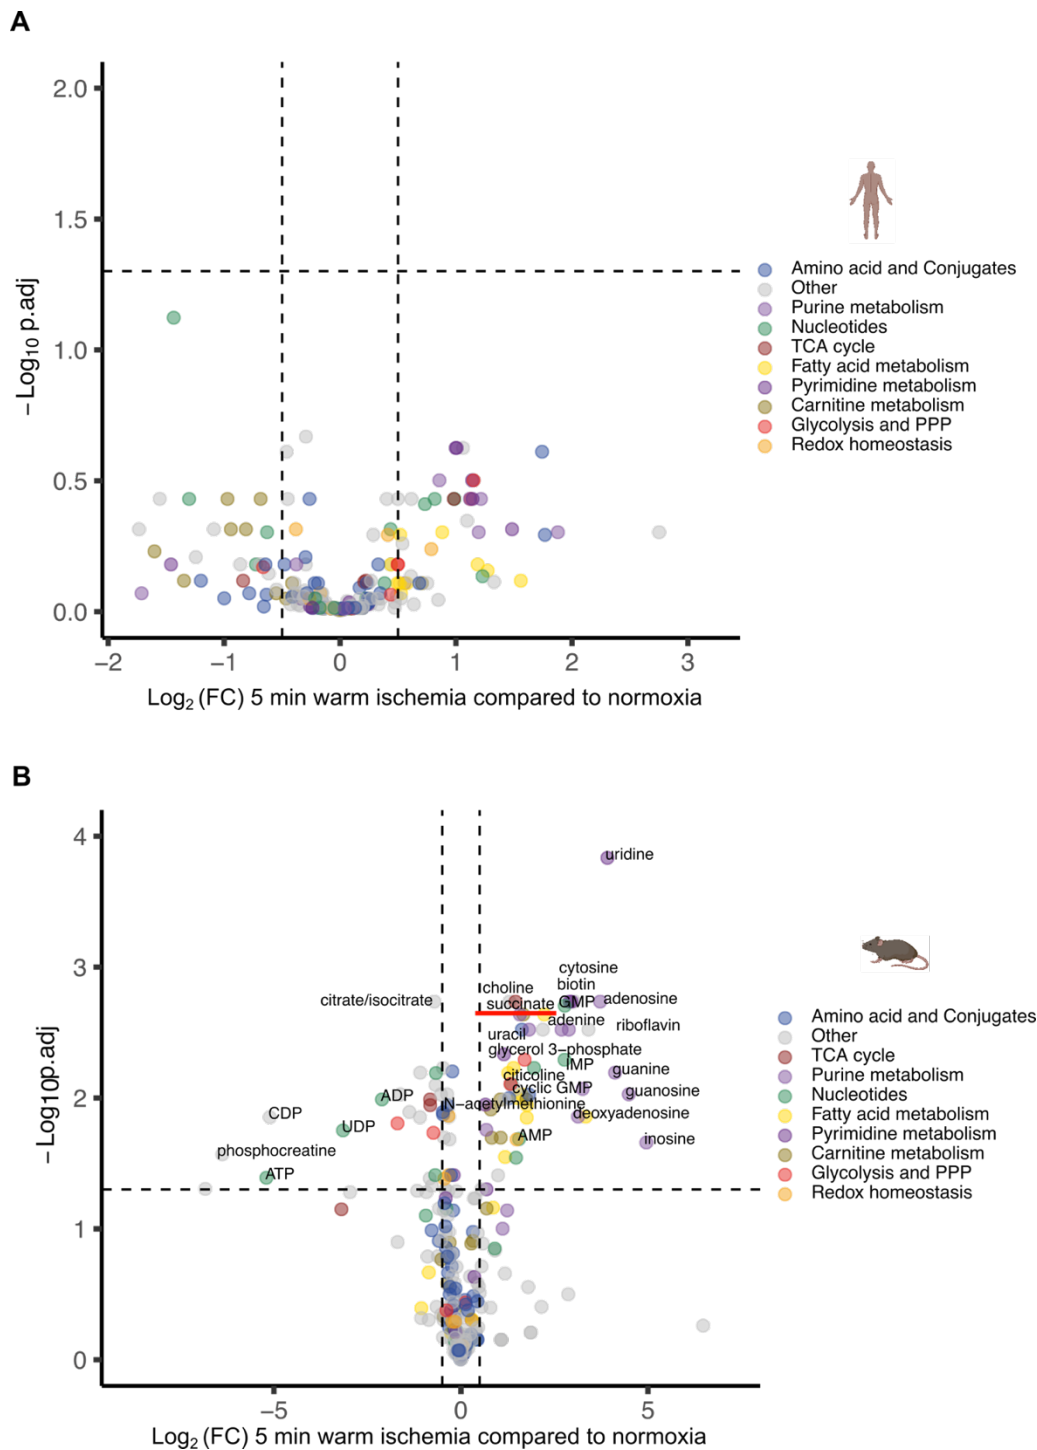 A
2.0
1.5
1.0
0.5
0.0
−Log10 p.adj
−2
−1
0
1
2
3
Log2 (FC) 5 min warm ischemia compared to normoxia
Amino acid and Conjugates
Other
Purine metabolism
Nucleotides
TCA cycle
Fatty acid metabolism
Pyrimidine metabolism
Carnitine metabolism
Glycolysis and PPP
Redox homeostasis
B
4
3
2
1
0
−Log10p.adj
uridine
cytosine
biotin
choline
citrate/isocitrate
succinate
GMP
adenosine
adenine
riboflavin
uracil
glycerol 3−phosphate
IMP
guanine
citicoline
cyclic GMP
guanosine
ADP
N−acetylmethionine
CDP
deoxyadenosine
UDP
AMP
inosine
phosphocreatine
ATP
−5
0
5
Log2 (FC) 5 min warm ischemia compared to normoxia
Amino acid and Conjugates
Other
TCA cycle
Purine metabolism
Nucleotides
Fatty acid metabolism
Pyrimidine metabolism
Carnitine metabolism
Glycolysis and PPP
Redox homeostasis